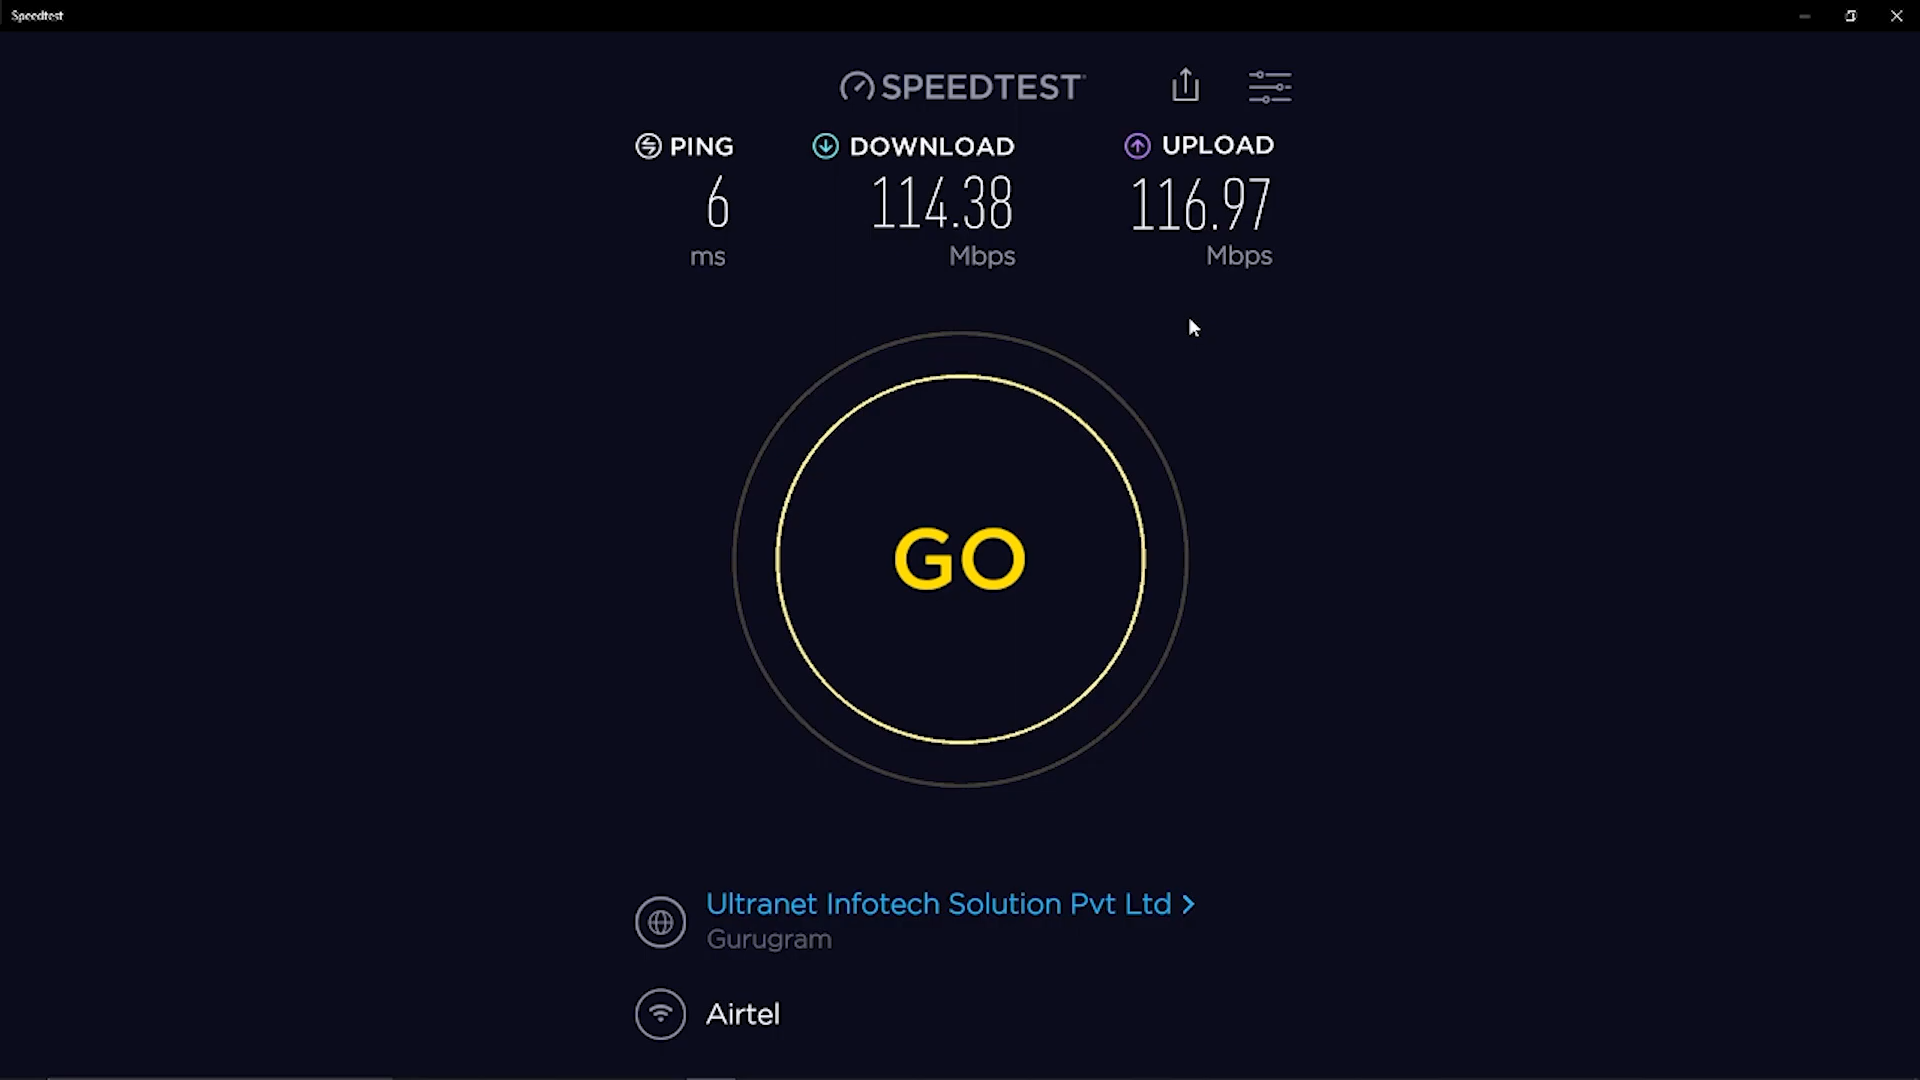 Speedtest
SPEEDTEST
PING
DOWNLOAD
UPLOAD
6
114.38
116.97
ms
Mbps
Mbps
GO
Ultranet Infotech Solution Pvt Ltd >
Gurugram
Airtel